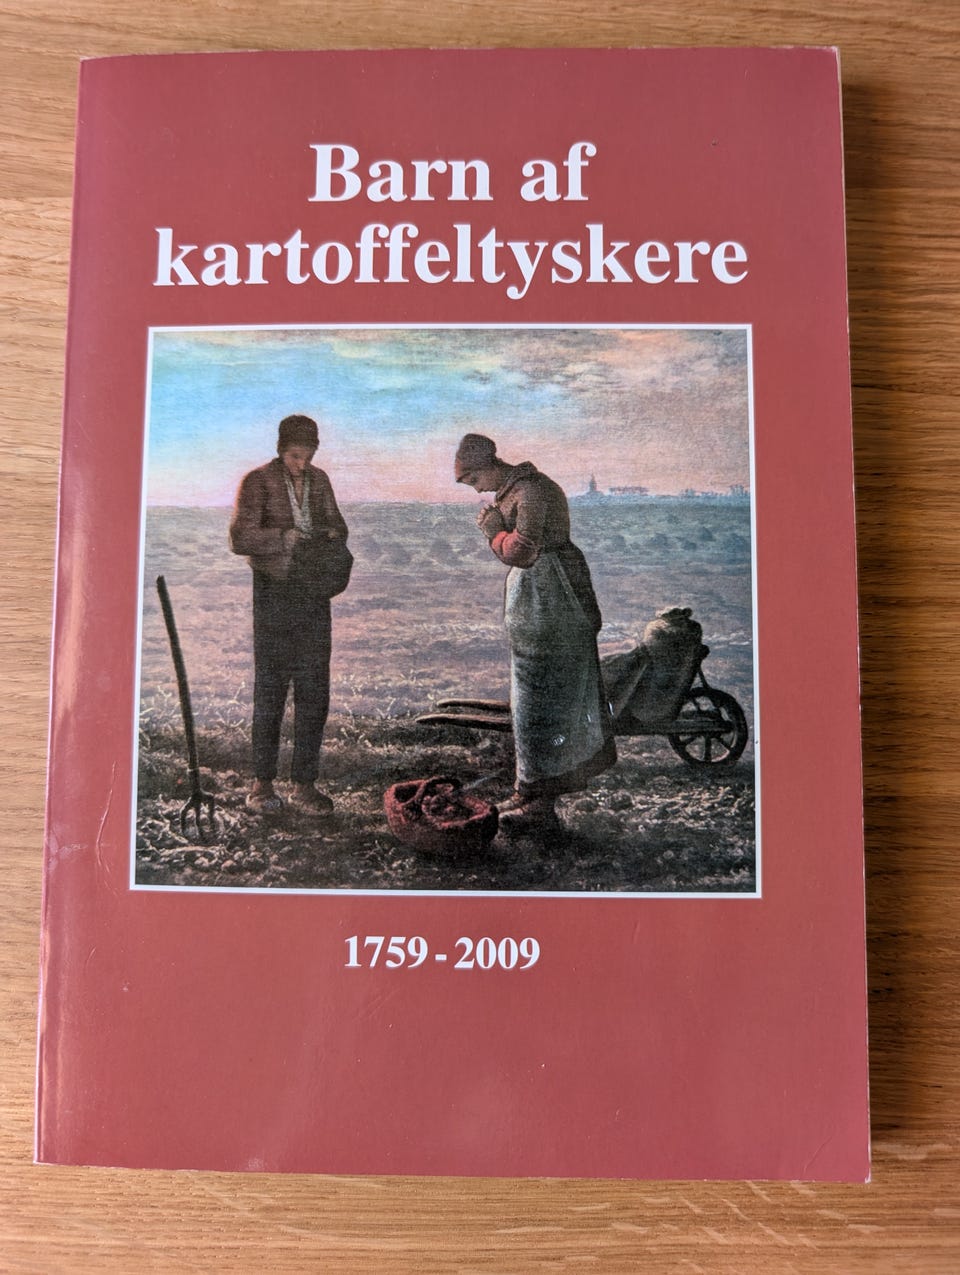 Barn af
kartoffeltyskere
1759 - 2009